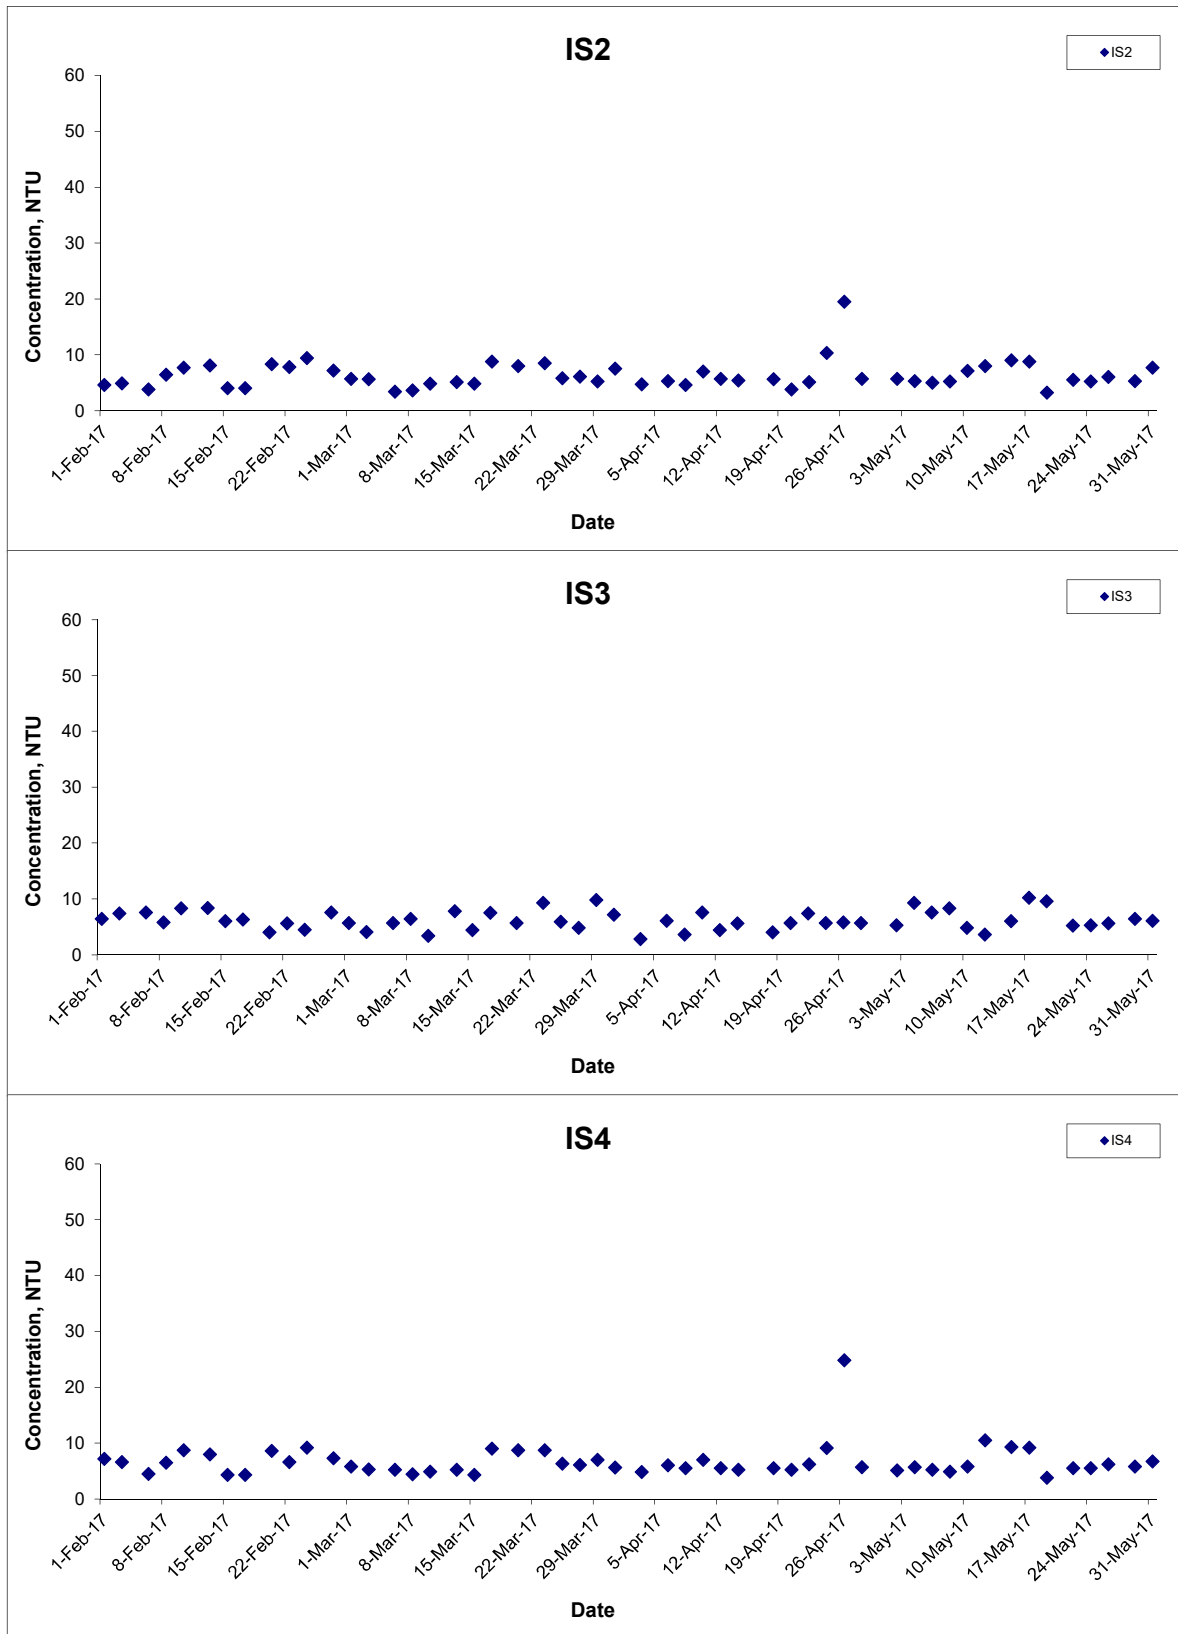 IS2
IS2
60
50
40
30
20
10
0
Concentration, NTU
1-Feb-17
8-Feb-17
15-Feb-17
22-Feb-17
1-Mar-17
8-Mar-17
15-Mar-17
22-Mar-17
29-Mar-17
5-Apr-17
12-Apr-17
19-Apr-17
26-Apr-17
3-May-17
10-May-17
17-May-17
24-May-17
31-May-17
Date
IS3
IS3
60
50
40
30
20
10
0
Concentration, NTU
1-Feb-17
8-Feb-17
15-Feb-17
22-Feb-17
1-Mar-17
8-Mar-17
15-Mar-17
22-Mar-17
29-Mar-17
5-Apr-17
12-Apr-17
19-Apr-17
26-Apr-17
3-May-17
10-May-17
17-May-17
24-May-17
31-May-17
Date
IS4
IS4
60
50
40
30
20
10
0
Concentration, NTU
1-Feb-17
8-Feb-17
15-Feb-17
22-Feb-17
1-Mar-17
8-Mar-17
15-Mar-17
22-Mar-17
29-Mar-17
5-Apr-17
12-Apr-17
19-Apr-17
26-Apr-17
3-May-17
10-May-17
17-May-17
24-May-17
31-May-17
Date